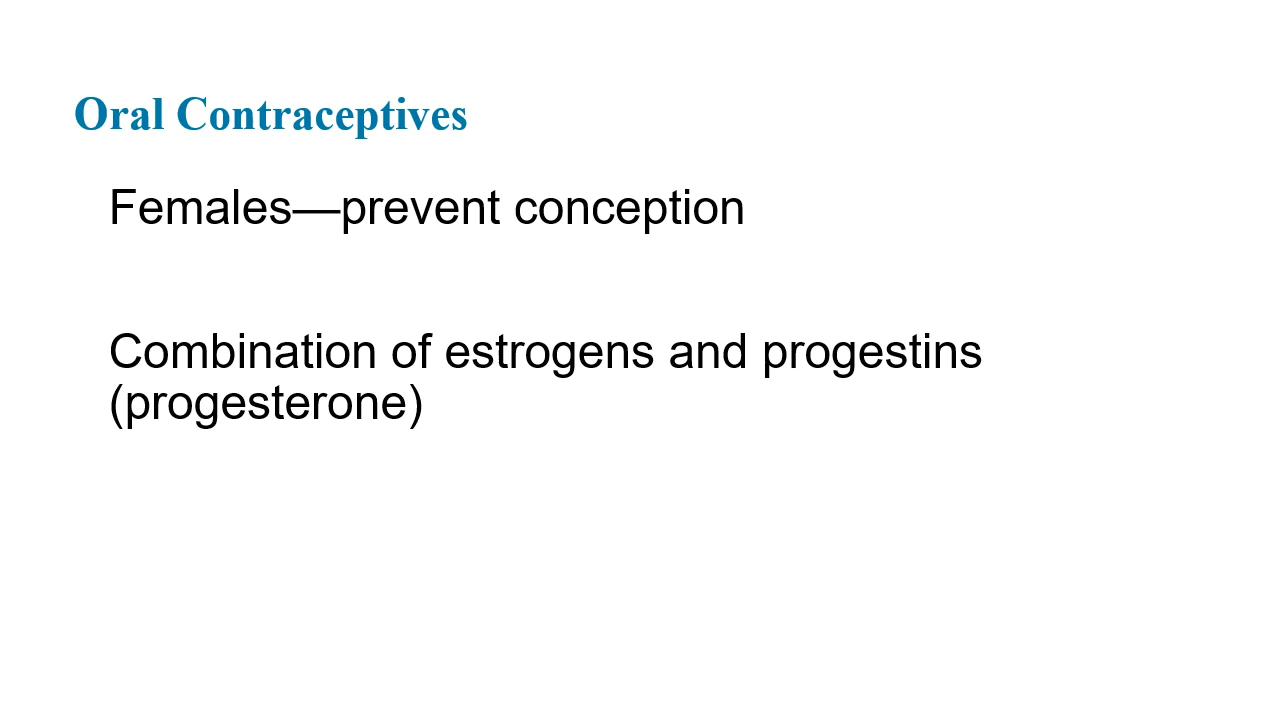 Oral Contraceptives
Females—prevent conception
Combination of estrogens and progestins
(progesterone)